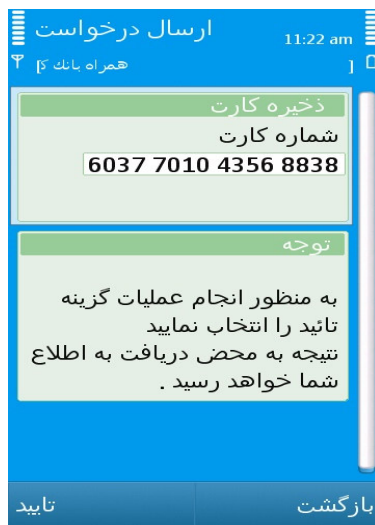 ارسال درخواست
11:22 am
همراه بانك ك
ذخیره کارت
شماره کارت
6037 7010 4356 8838
توجه
به منظور انجام عملیات گزینه
تائید را انتخاب نمایید
نتیجه به محض دریافت به اطلاع
شما خواهد رسید .
بازگشت
تایید